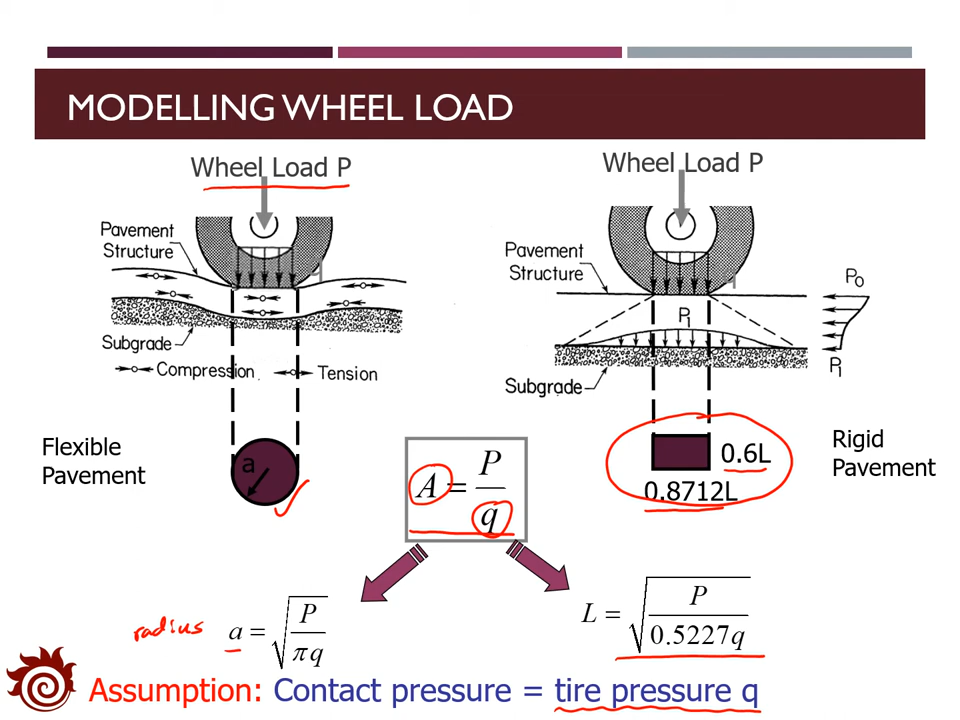 MODELLING WHEEL LOAD
Wheel Load P
Pavement
Structure
q
Subgrade
Compression
Tension
Flexible
Pavement
a
A = P / q
radius a = √(P / πq)
Wheel Load P
Pavement
Structure
q
P₀
P₁
P₁
Subgrade
0.6L
0.8712L
Rigid
Pavement
L = √(P / 0.5227q)
Assumption: Contact pressure = tire pressure q